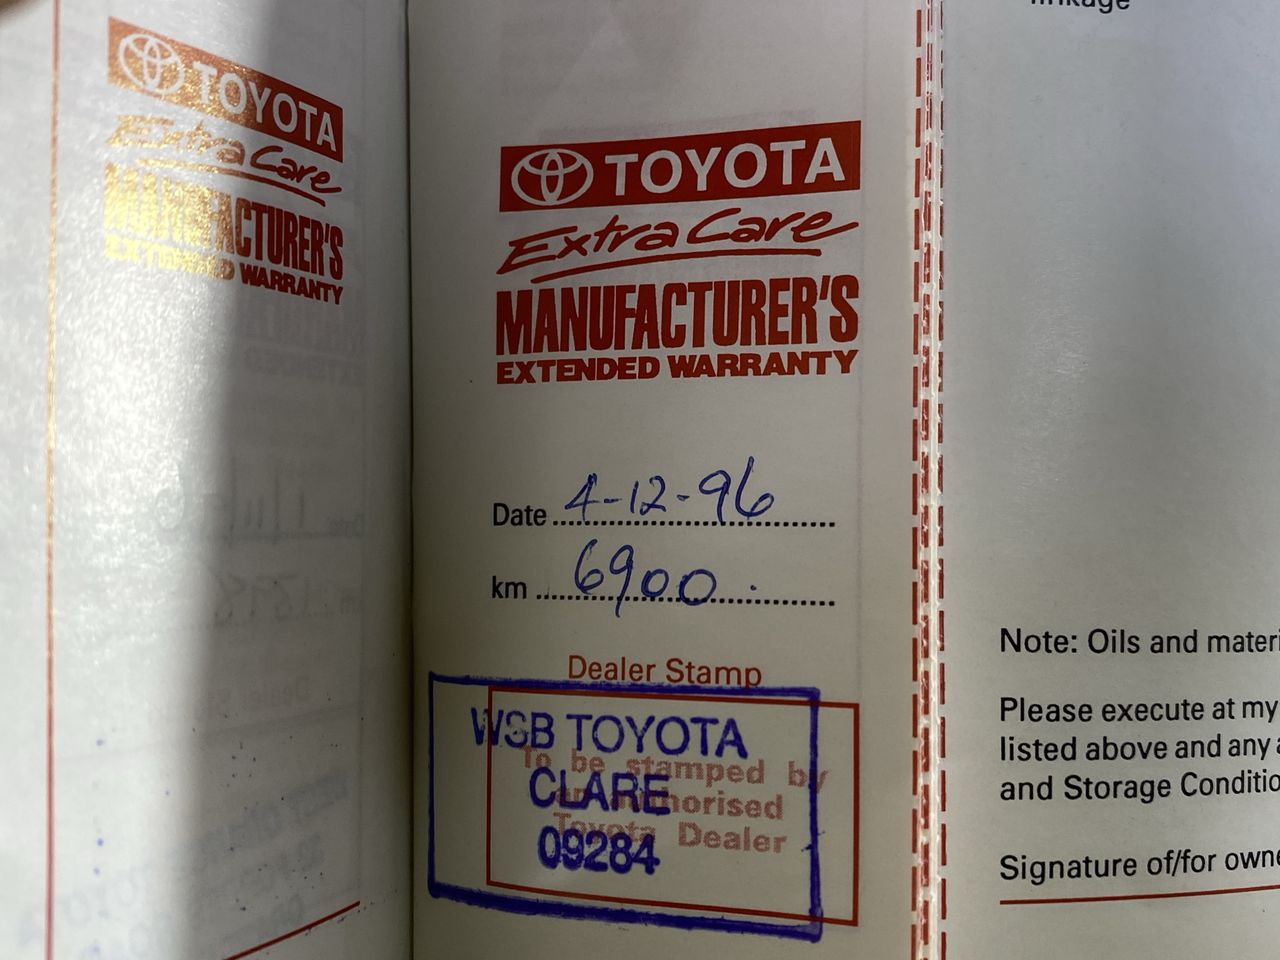 TOYOTA
Extra Care
MANUFACTURER'S
EXTENDED WARRANTY
TOYOTA
Extra Care
MANUFACTURER'S
EXTENDED WARRANTY
Date 4-12-96
km 6900
Dealer Stamp
To be stamped by
an authorised
Toyota Dealer
WSB TOYOTA
CLARE
09284
linkage
Note: Oils and materi
Please execute at my
listed above and any a
and Storage Conditio
Signature of/for owne